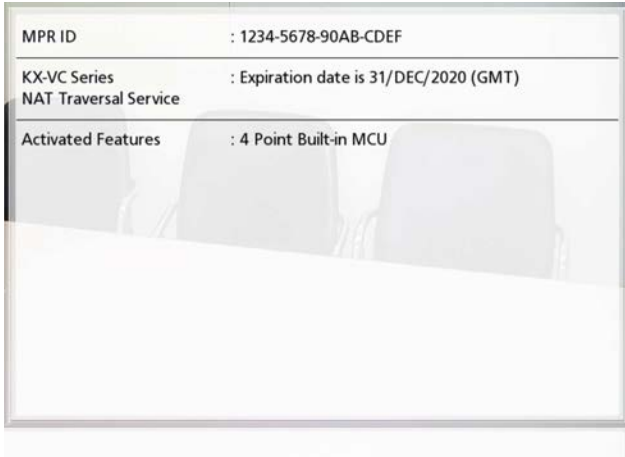 MPR ID : 1234-5678-90AB-CDEF
KX-VC Series : Expiration date is 31/DEC/2020 (GMT)
NAT Traversal Service
Activated Features : 4 Point Built-in MCU